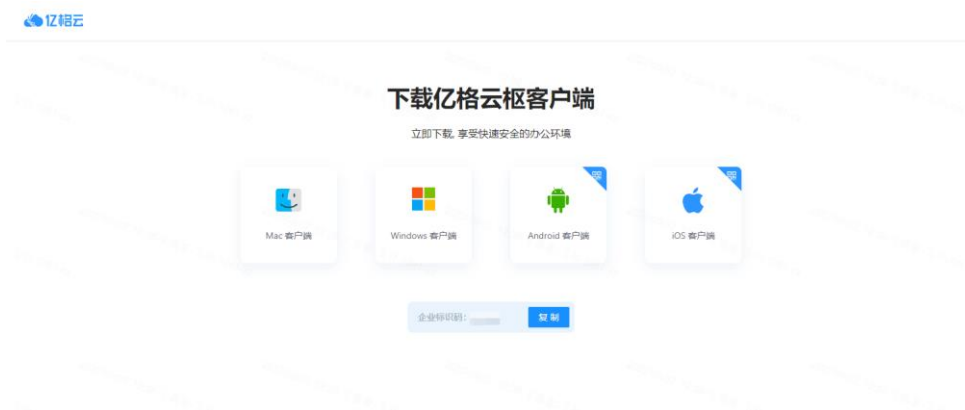 亿格云
下载亿格云枢客户端
立即下载, 享受快速安全的办公环境
Mac 客户端
Windows 客户端
Android 客户端
iOS 客户端
企业标识码：
复 制